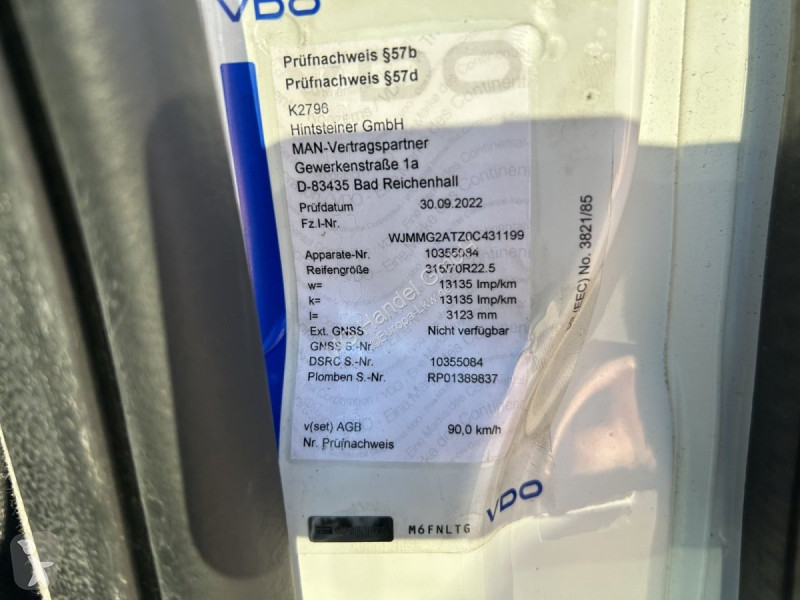 VDO
Prüfnachweis §57b
Prüfnachweis §57d
K2796
Hintsteiner GmbH
MAN-Vertragspartner
Gewerkenstraße 1a
D-83435 Bad Reichenhall
Prüfdatum 30.09.2022
Fz.I-Nr.
WJMMG2ATZ0C431199
Apparate-Nr. 10355084
Reifengröße 315/70R22.5
w= 13135 Imp/km
k= 13135 Imp/km
l= 3123 mm
Ext. GNSS Nicht verfügbar
GNSS S.-Nr.
DSRC S.-Nr. 10355084
Plomben S.-Nr. RP01389837
v(set) AGB 90,0 km/h
Nr. Prüfnachweis
(EEC) No. 3821/85
VDO
M6FNLTG